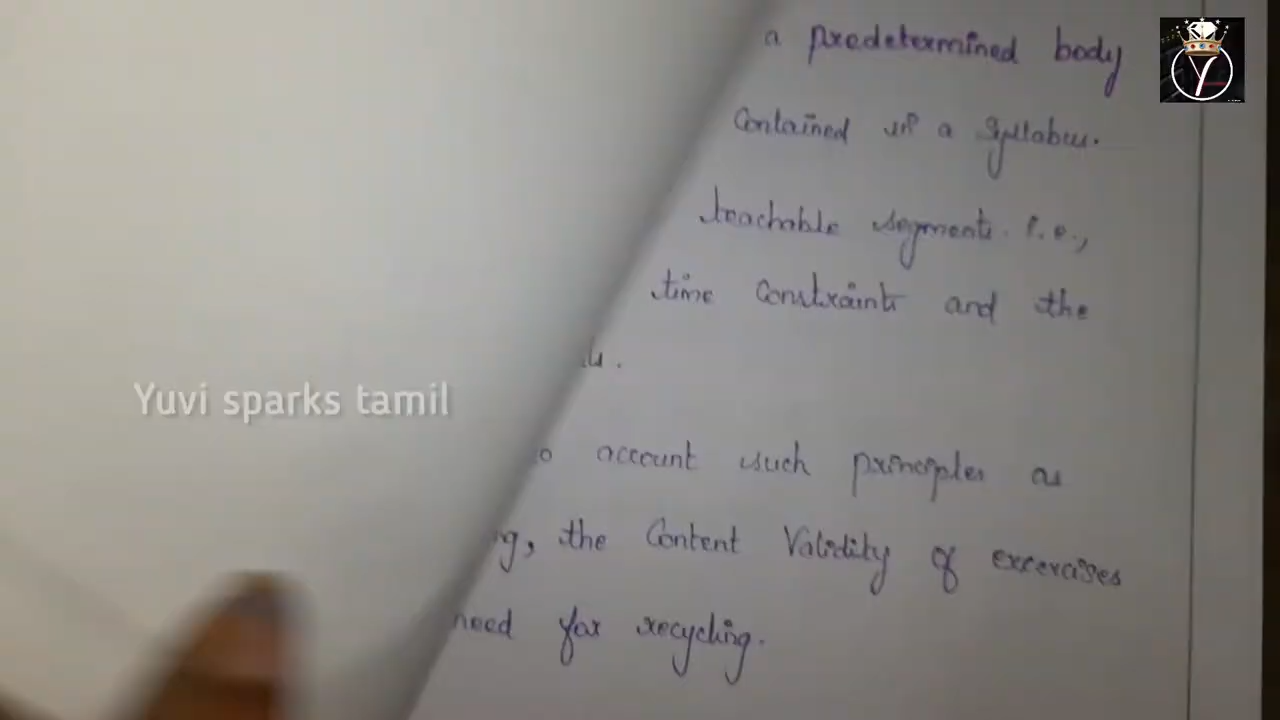 a predetermined body
Contained in a Syllabus.
teachable segments. i.e.,
time Constraints and the
account such principles as
the Content Validity of excercises
need for recycling.
Yuvi sparks tamil
Y